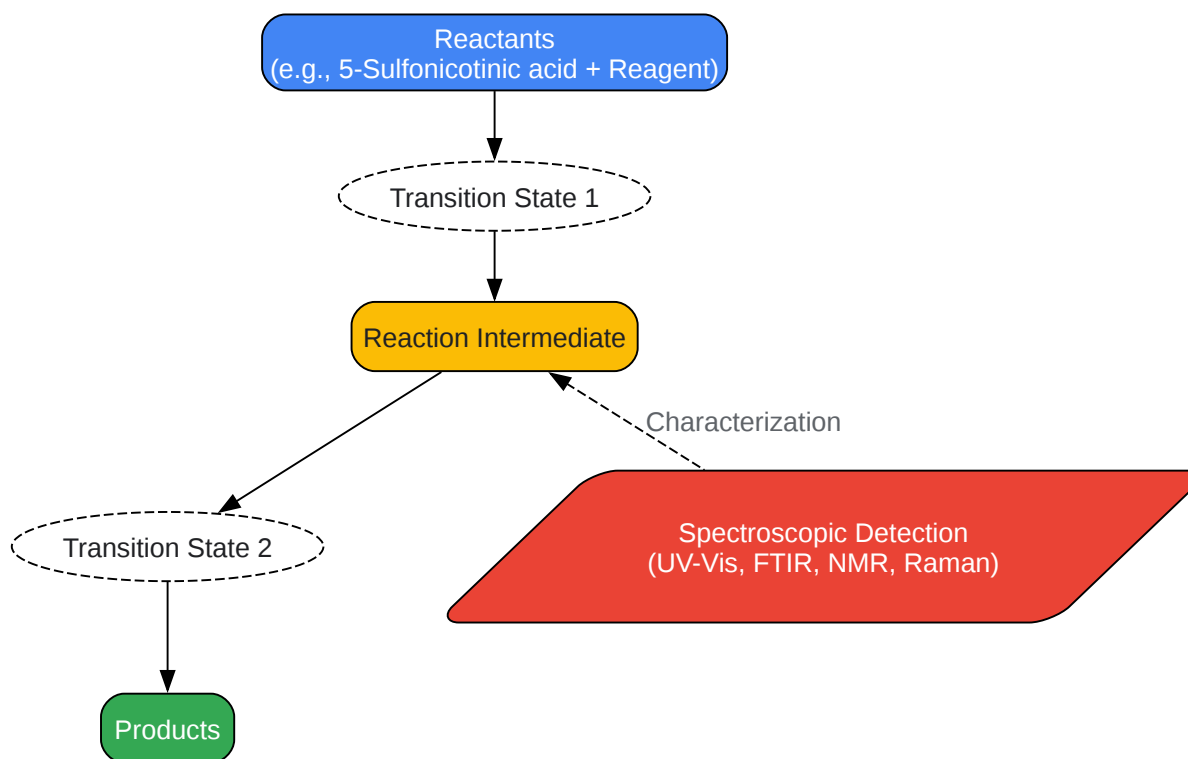 Reactants
(e.g., 5-Sulfonicotinic acid + Reagent)
Transition State 1
Reaction Intermediate
Characterization
Spectroscopic Detection
(UV-Vis, FTIR, NMR, Raman)
Transition State 2
Products